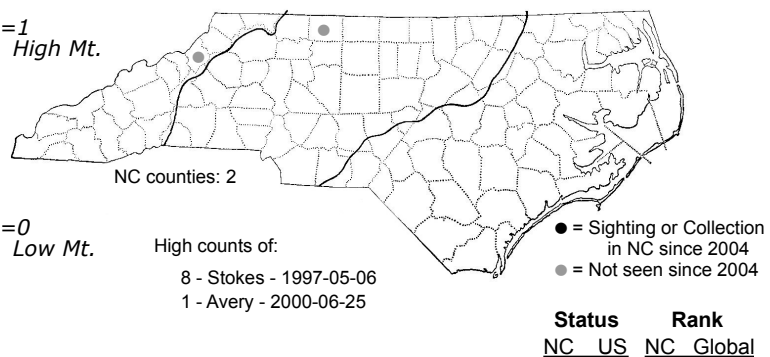 =1
High Mt.
NC counties: 2
=0
Low Mt.
High counts of:
8 - Stokes - 1997-05-06
1 - Avery - 2000-06-25
● = Sighting or Collection
in NC since 2004
● = Not seen since 2004
Status Rank
NC US NC Global